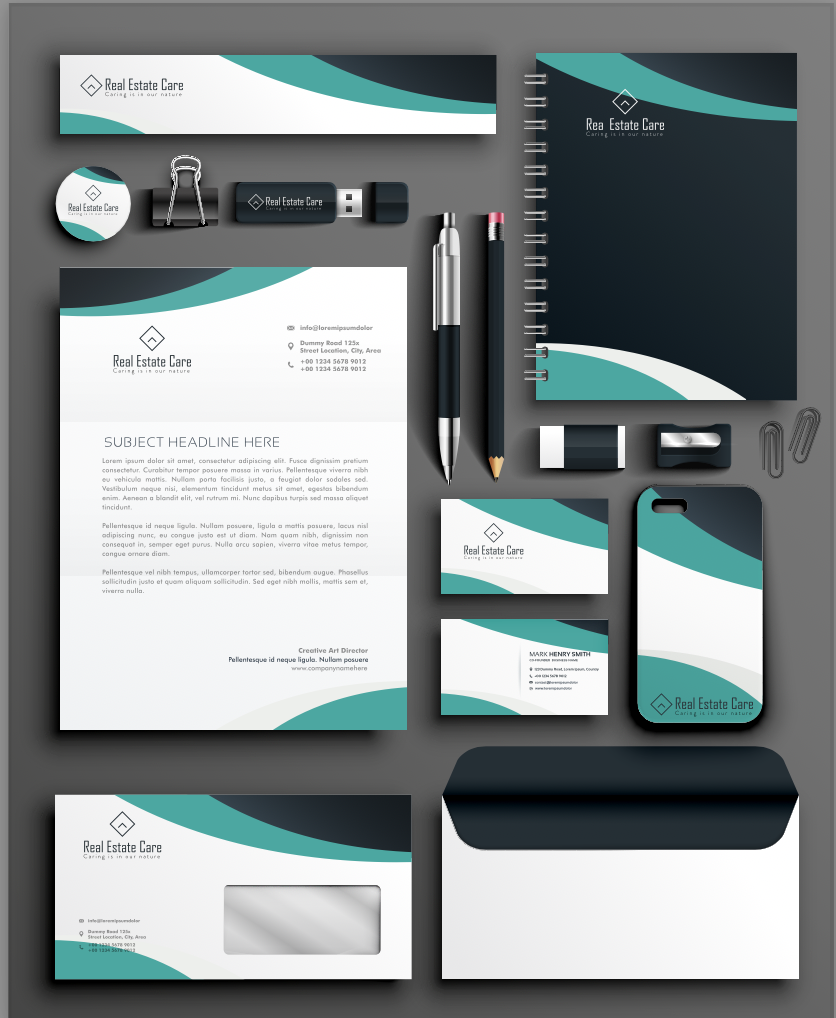 Real Estate Care
Caring is in our nature
Rea Estate Care
Caring is in our nature
Real Estate Care
Caring is in our nature
Real Estate Care
Caring is in our nature
Real Estate Care
Caring is in our nature
info@loremipsumdolor
Dummy Road 125x
Street Location, City, Area
+00 1234 5678 9012
+00 1234 5678 9012
SUBJECT HEADLINE HERE
Lorem ipsum dolor sit amet, consectetur adipiscing elit. Fusce dignissim pretium
consectetur. Curabitur tempor posuere massa in varius. Pellentesque viverra nibh
eu vehicula mattis. Nullam porta facilisis justo, a feugiat dolor sodales sed.
Vestibulum neque nisi, elementum tincidunt metus sit amet, egestas bibendum
enim. Aenean a blandit elit, vel rutrum mi. Nunc dapibus turpis sed massa aliquet
tincidunt.
Pellentesque id neque ligula. Nullam posuere, ligula a mattis posuere, lacus nisl
adipiscing nunc, eu congue justo est ut diam. Nam quam nibh, dignissim non
consequat in, semper eget purus. Nulla arcu sapien, viverra vitae metus tempor,
congue ornare diam.
Pellentesque vel nibh tempus, ullamcorper tortor sed, bibendum augue. Phasellus
sollicitudin justo et quam aliquam sollicitudin. Sed eget nibh mollis, mattis sem et,
viverra nulla.
Creative Art Director
Pellentesque id neque ligula. Nullam posuere
www.companynamehere
Real Estate Care
Caring is in our nature
MARK HENRY SMITH
CO-FOUNDER BUSINESS NAME
123 Dummy Road, Loremipsum, Country
+00 1234 5678 9012
contact@loremipsumdolor
www.loremipsumdolor
Real Estate Care
Caring is in our nature
Real Estate Care
Caring is in our nature
info@loremipsumdolor
Dummy Road 125x
Street Location, City, Area
+00 1234 5678 9012
+00 1234 5678 9012